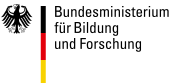 Bundesministerium
für Bildung
und Forschung